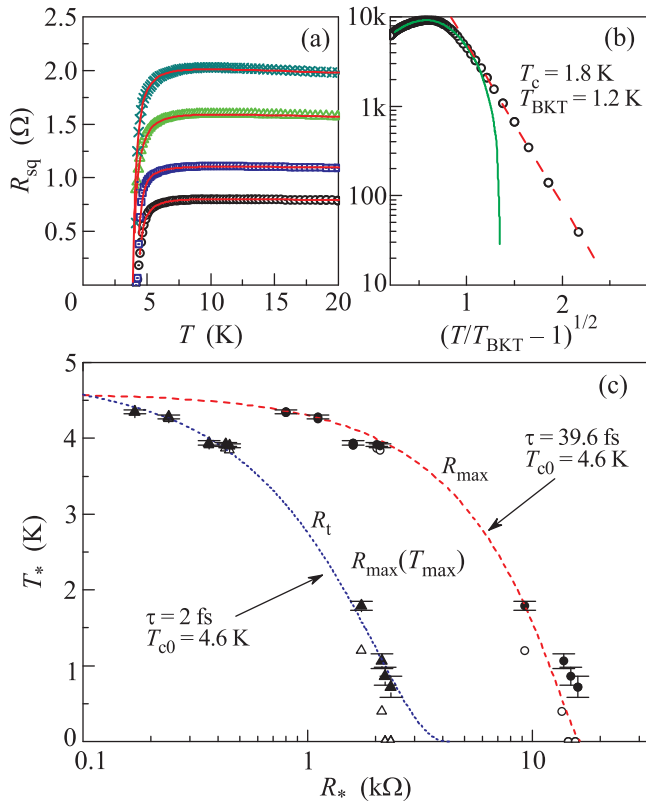 (a)
2.0
1.5
1.0
0.5
0
5
10
15
20
R_sq (Ω)
T (K)
(b)
10k
1k
100
10
1
2
T_c = 1.8 K
T_BKT = 1.2 K
(T/T_BKT − 1)^1/2
(c)
5
4
3
2
1
0
0.1
1
10
T_* (K)
R_* (kΩ)
τ = 39.6 fs
T_c0 = 4.6 K
R_max
R_t
R_max(T_max)
τ = 2 fs
T_c0 = 4.6 K